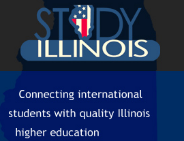 STUDY
ILLINOIS
Connecting international
students with quality Illinois
higher education